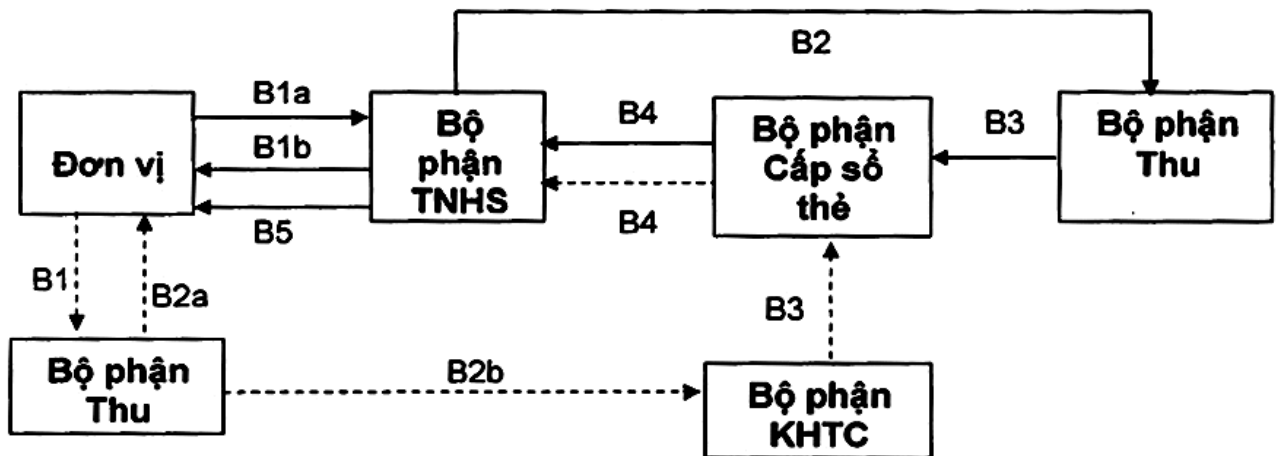 B2
B1a
B1b
B5
B4
B4
B3
Đơn vị
Bộ
phận
TNHS
Bộ phận
Cấp sổ
thẻ
Bộ phận
Thu
B1
B2a
B3
Bộ phận
Thu
B2b
Bộ phận
KHTC